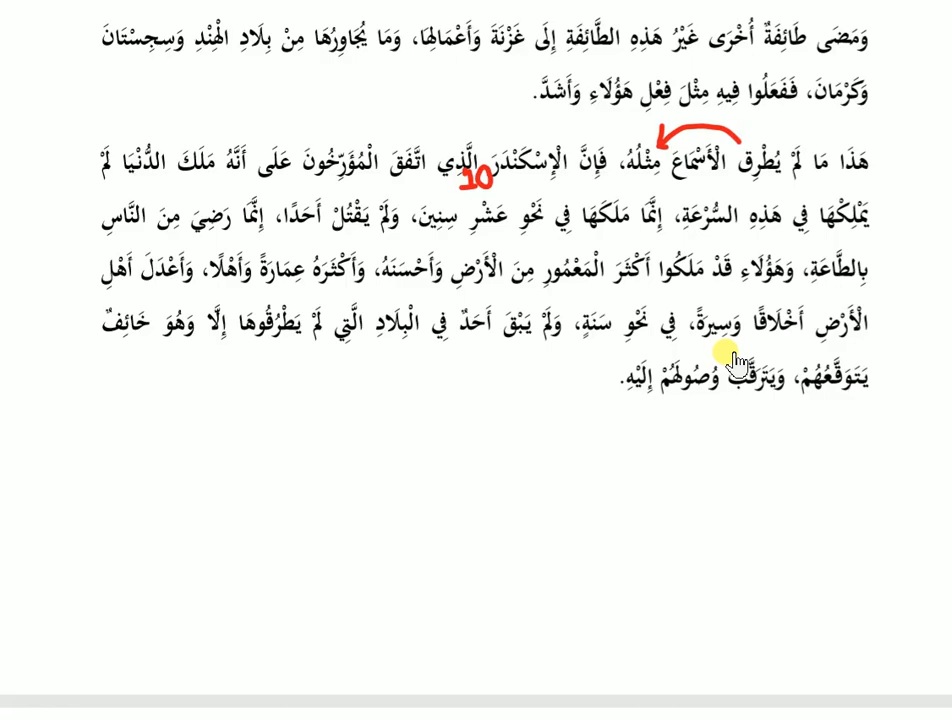 وَمَضَى طَائِفَةٌ أُخْرَى غَيْرُ هَذِهِ الطَّائِفَةِ إِلَى غَزْنَةَ وَأَعْمَالِهَا، وَمَا يُجَاوِرُهَا مِنْ بِلَادِ الْهِنْدِ وَسِجِسْتَانَ
وَكَرْمَانَ، فَفَعَلُوا فِيهِ مِثْلَ فِعْلِ هَؤُلَاءِ وَأَشَدَّ.
هَذَا مَا لَمْ يُطْرِقِ الْأَسْمَاعَ مِثْلُهُ، فَإِنَّ الْإِسْكَنْدَرَ الَّذِي اتَّفَقَ الْمُؤَرِّخُونَ عَلَى أَنَّهُ مَلَكَ الدُّنْيَا لَمْ
10
يَمْلِكْهَا فِي هَذِهِ السُّرْعَةِ، إِنَّمَا مَلَكَهَا فِي نَحْوِ عَشْرِ سِنِينَ، وَلَمْ يَقْتُلْ أَحَدًا، إِنَّمَا رَضِيَ مِنَ النَّاسِ
بِالطَّاعَةِ، وَهَؤُلَاءِ قَدْ مَلَكُوا أَكْثَرَ الْمَعْمُورِ مِنَ الْأَرْضِ وَأَحْسَنَهُ، وَأَكْثَرَهُ عِمَارَةً وَأَهْلًا، وَأَعْدَلَ أَهْلِ
الْأَرْضِ أَخْلَاقًا وَسِيرَةً، فِي نَحْوِ سَنَةٍ، وَلَمْ يَبْقَ أَحَدٌ فِي الْبِلَادِ الَّتِي لَمْ يَطْرُقُوهَا إِلَّا وَهُوَ خَائِفٌ
يَتَوَقَّعُهُمْ، وَيَتَرَقَّبُ وُصُولَهُمْ إِلَيْهِ.